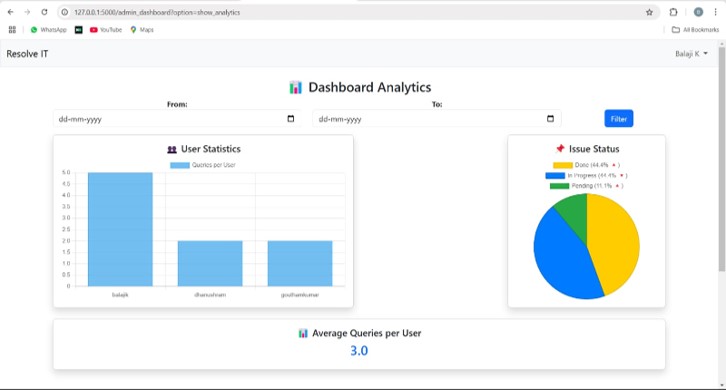 127.0.0.1:5000/admin_dashboard?option=show_analytics
WhatsApp
YouTube
Maps
All Bookmarks
Resolve IT
Balaji K
Dashboard Analytics
From:
To:
dd-mm-yyyy
dd-mm-yyyy
Filter
User Statistics
Queries per User
5.0
4.5
4.0
3.5
3.0
2.5
2.0
1.5
1.0
0.5
0
balajik
dhanushram
gouthamkumar
Issue Status
Done (44.4% ▲)
In Progress (44.4% ▼)
Pending (11.1% ▲)
Average Queries per User
3.0